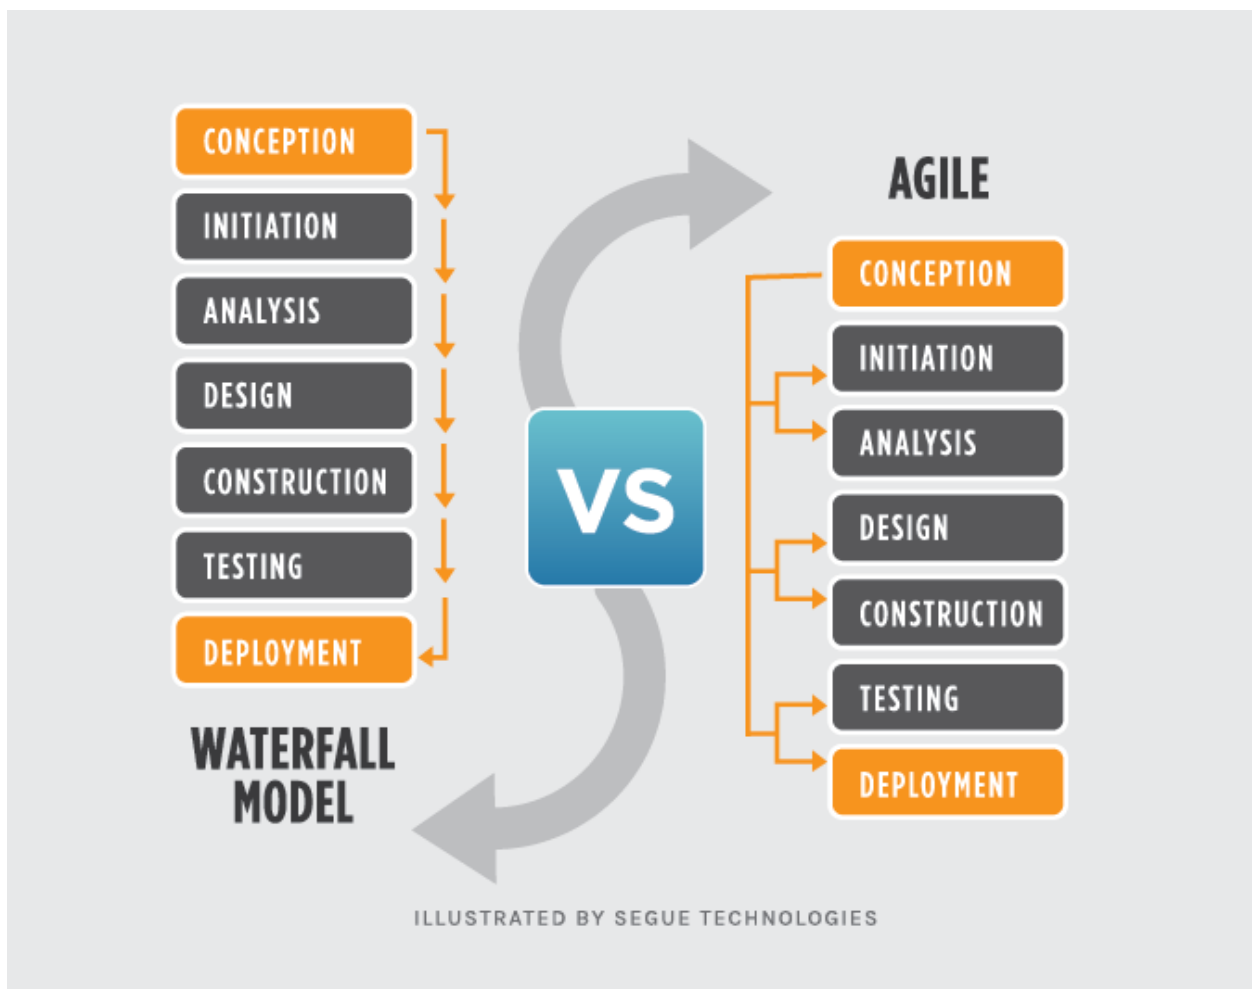 CONCEPTION
INITIATION
ANALYSIS
DESIGN
CONSTRUCTION
TESTING
DEPLOYMENT
WATERFALL
MODEL
VS
AGILE
CONCEPTION
INITIATION
ANALYSIS
DESIGN
CONSTRUCTION
TESTING
DEPLOYMENT
ILLUSTRATED BY SEGUE TECHNOLOGIES